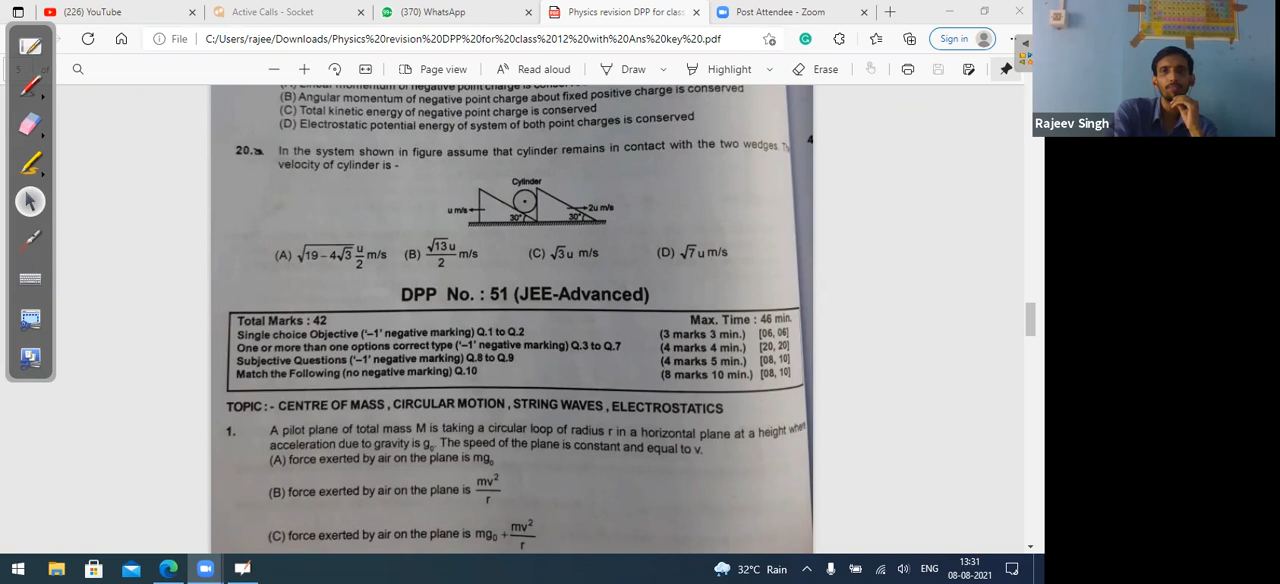 (226) YouTube
Active Calls - Socket
(370) WhatsApp
Physics revision DPP for class
Post Attendee - Zoom
File
C:/Users/rajee/Downloads/Physics%20revision%20DPP%20for%20class%2012%20with%20Ans%20key%20.pdf
Sign in
5 of
Page view
Read aloud
Draw
Highlight
Erase
Rajeev Singh
(B) Angular momentum of negative point charge about fixed positive charge is conserved
(C) Total kinetic energy of negative point charge is conserved
(D) Electrostatic potential energy of system of both point charges is conserved
20. In the system shown in figure assume that cylinder remains in contact with the two wedges.
velocity of cylinder is -
Cylinder
u m/s
30°
30°
2u m/s
(A) √19 – 4√3 u/2 m/s (B) √13 u/2 m/s (C) √3 u m/s (D) √7 u m/s
DPP No. : 51 (JEE-Advanced)
Total Marks : 42 Max. Time : 46 min.
Single choice Objective ('–1' negative marking) Q.1 to Q.2 (3 marks 3 min.) [06, 06]
One or more than one options correct type ('–1' negative marking) Q.3 to Q.7 (4 marks 4 min.) [20, 20]
Subjective Questions ('–1' negative marking) Q.8 to Q.9 (4 marks 5 min.) [08, 10]
Match the Following (no negative marking) Q.10 (8 marks 10 min.) [08, 10]
TOPIC :- CENTRE OF MASS, CIRCULAR MOTION, STRING WAVES, ELECTROSTATICS
1. A pilot plane of total mass M is taking a circular loop of radius r in a horizontal plane at a height where
acceleration due to gravity is g₀. The speed of the plane is constant and equal to v.
(A) force exerted by air on the plane is mg₀
(B) force exerted by air on the plane is mv²/r
(C) force exerted by air on the plane is mg₀ + mv²/r
32°C Rain
ENG
13:31
08-08-2021